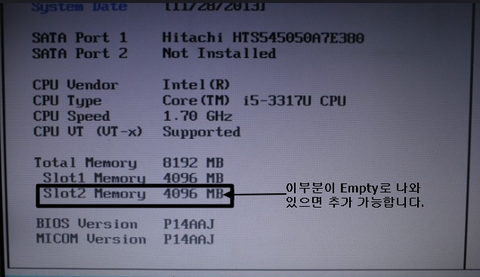 System Date [11/28/2013]
SATA Port 1 Hitachi HTS545050A7E380
SATA Port 2 Not Installed
CPU Vendor Intel(R)
CPU Type Core(TM) i5-3317U CPU
CPU Speed 1.70 GHz
CPU VT (VT-x) Supported
Total Memory 8192 MB
Slot1 Memory 4096 MB
Slot2 Memory 4096 MB
이부분이 Empty로 나와
있으면 추가 가능합니다.
BIOS Version P14AAJ
MICOM Version P14AAJ